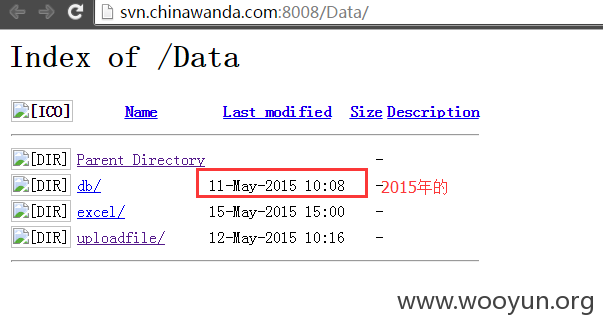 svn.chinawanda.com:8008/Data/
Index of /Data
[ICO] Name Last modified Size Description
[DIR] Parent Directory -
[DIR] db/ 11-May-2015 10:08 - 2015年的
[DIR] excel/ 15-May-2015 15:00 -
[DIR] uploadfile/ 12-May-2015 10:16 -
www.wooyun.org